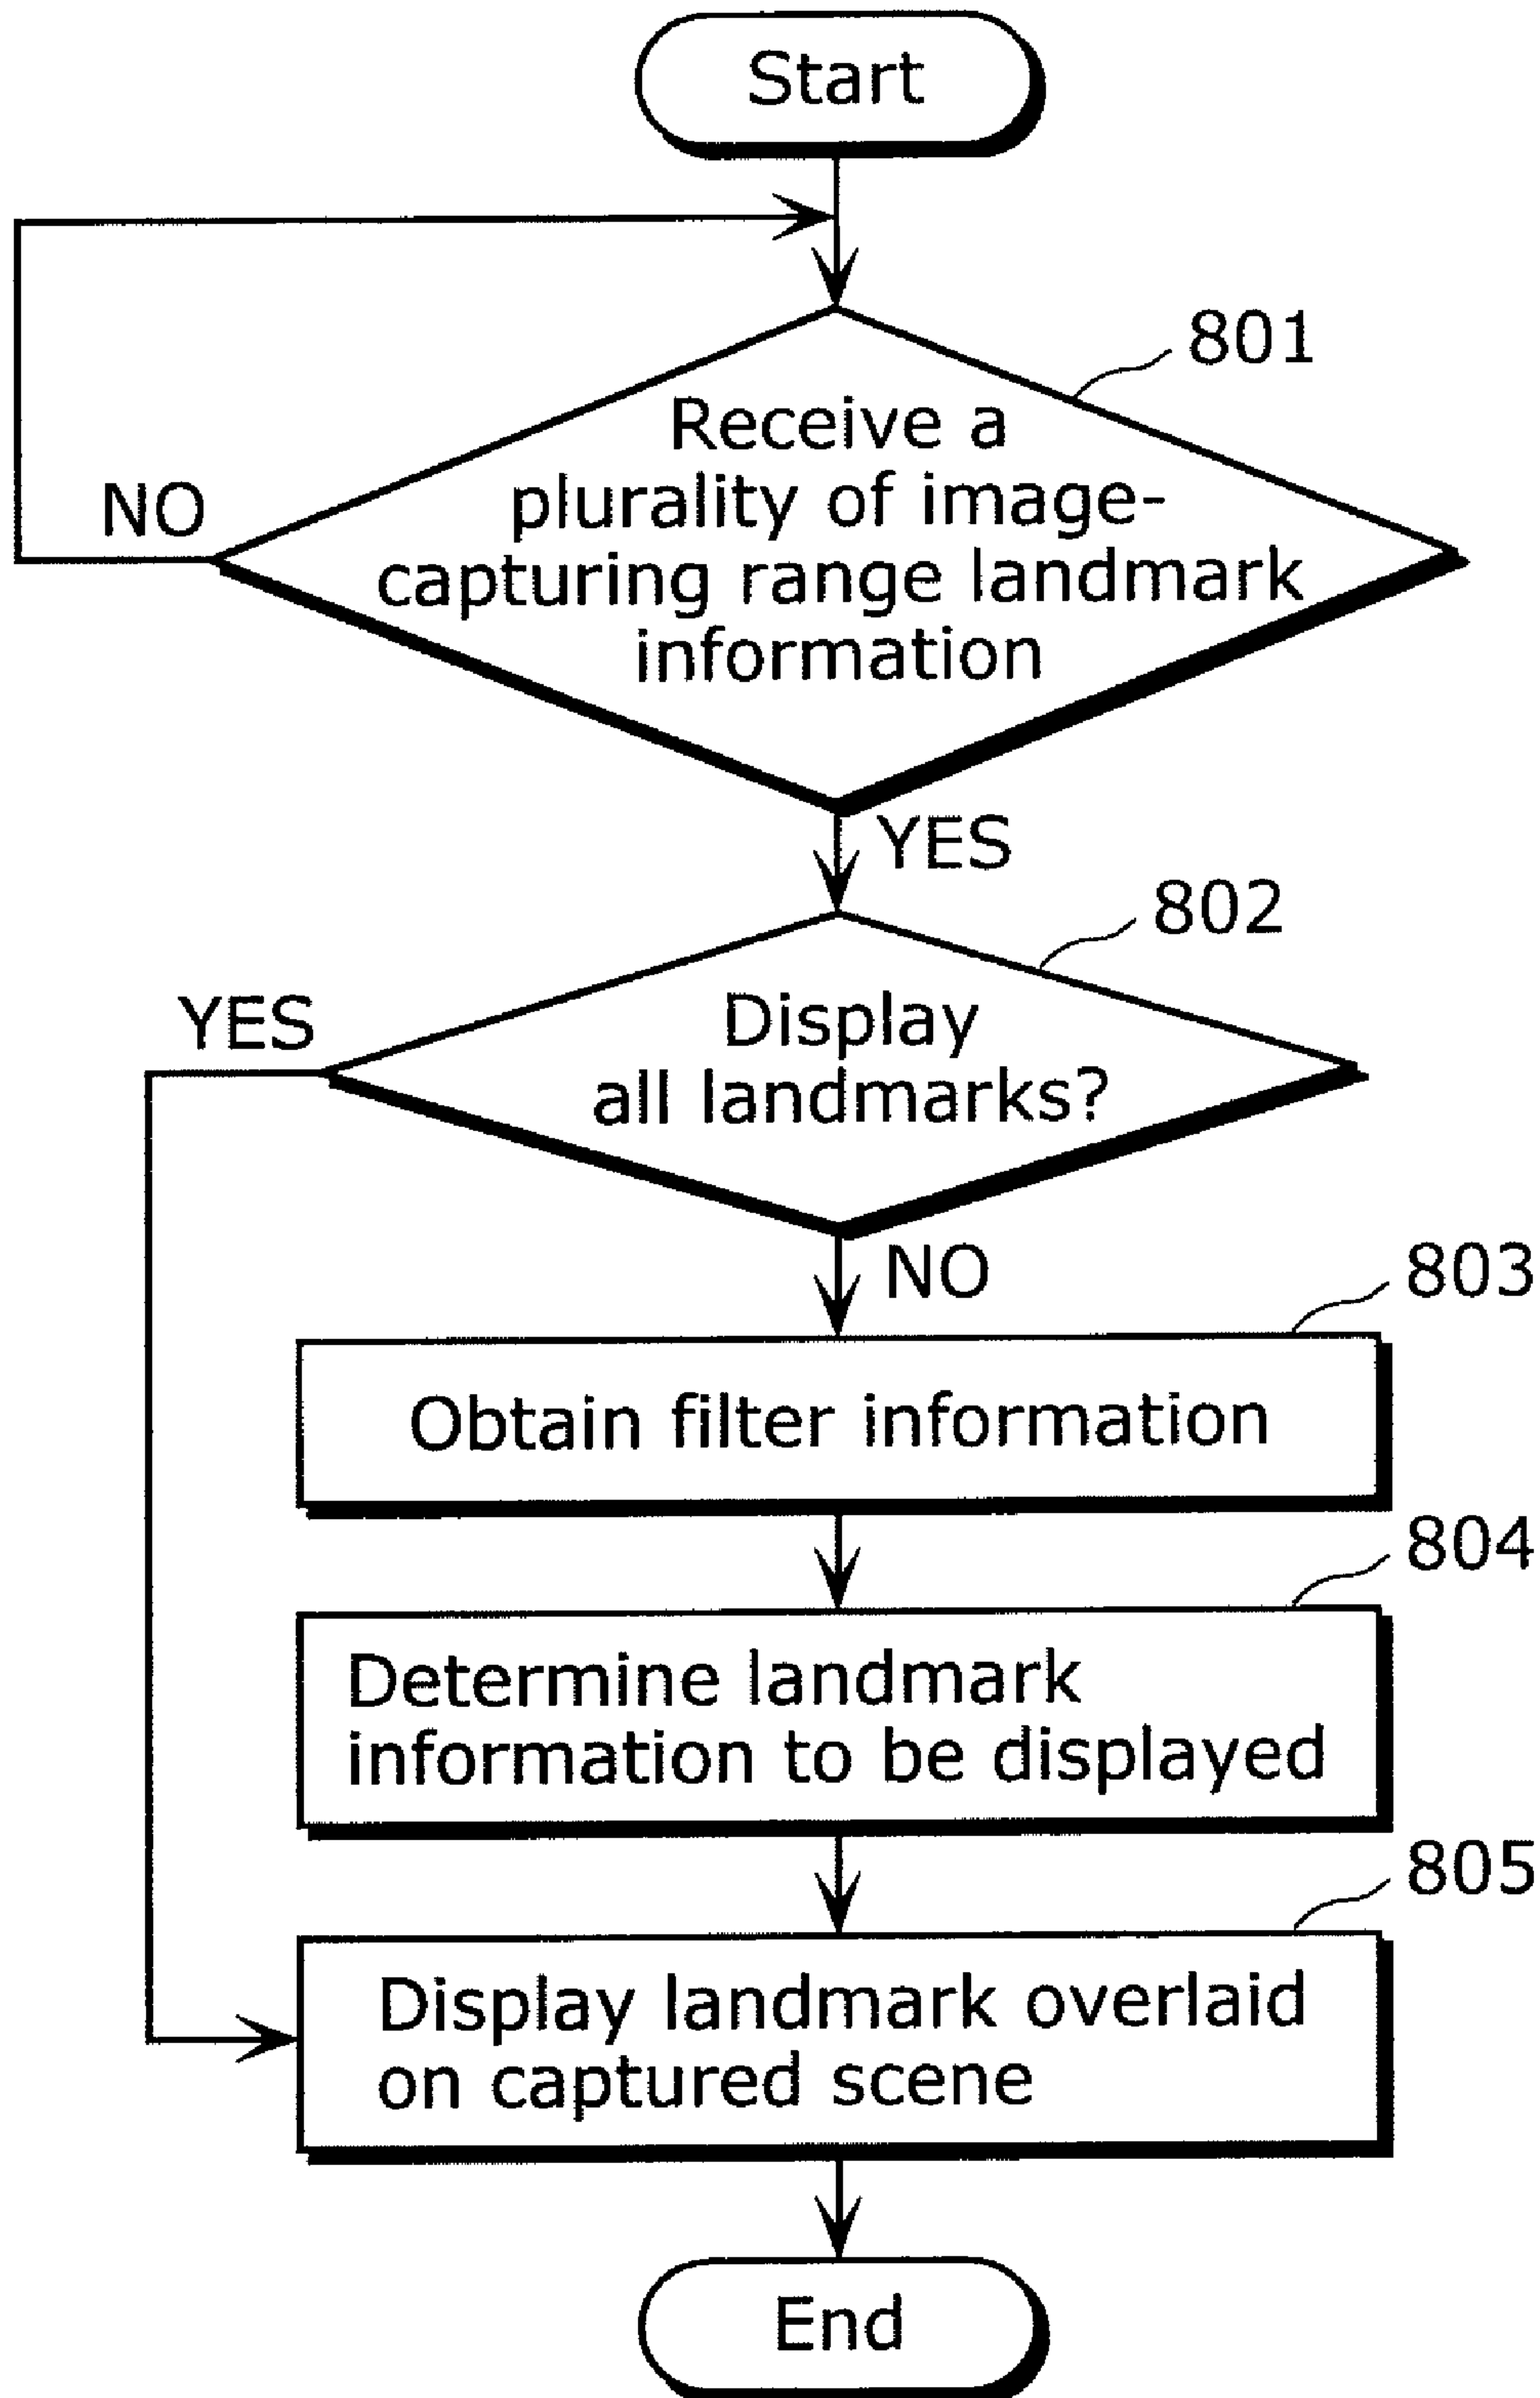 Start
801
Receive a
plurality of image-
capturing range landmark
information
NO
YES
802
Display
all landmarks?
YES
NO
803
Obtain filter information
804
Determine landmark
information to be displayed
805
Display landmark overlaid
on captured scene
End